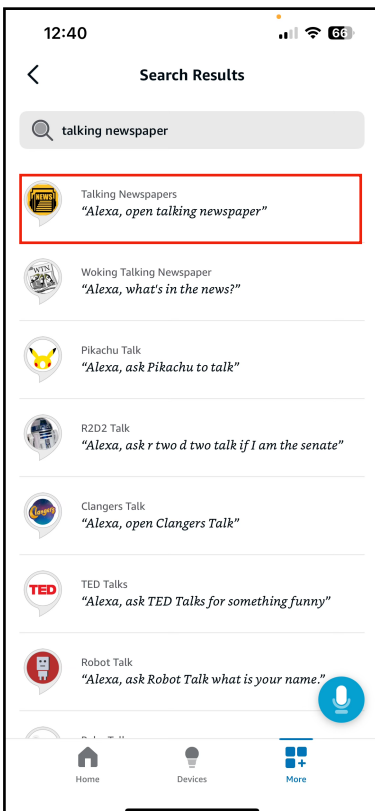 12:40
66
Search Results
talking newspaper
NEWS
Talking Newspapers
“Alexa, open talking newspaper”
WTN
Woking Talking Newspaper
“Alexa, what's in the news?”
Pikachu Talk
“Alexa, ask Pikachu to talk”
R2D2 Talk
“Alexa, ask r two d two talk if I am the senate”
Clangers
Clangers Talk
“Alexa, open Clangers Talk”
TED
TED Talks
“Alexa, ask TED Talks for something funny”
Robot Talk
“Alexa, ask Robot Talk what is your name.”
Home
Devices
More